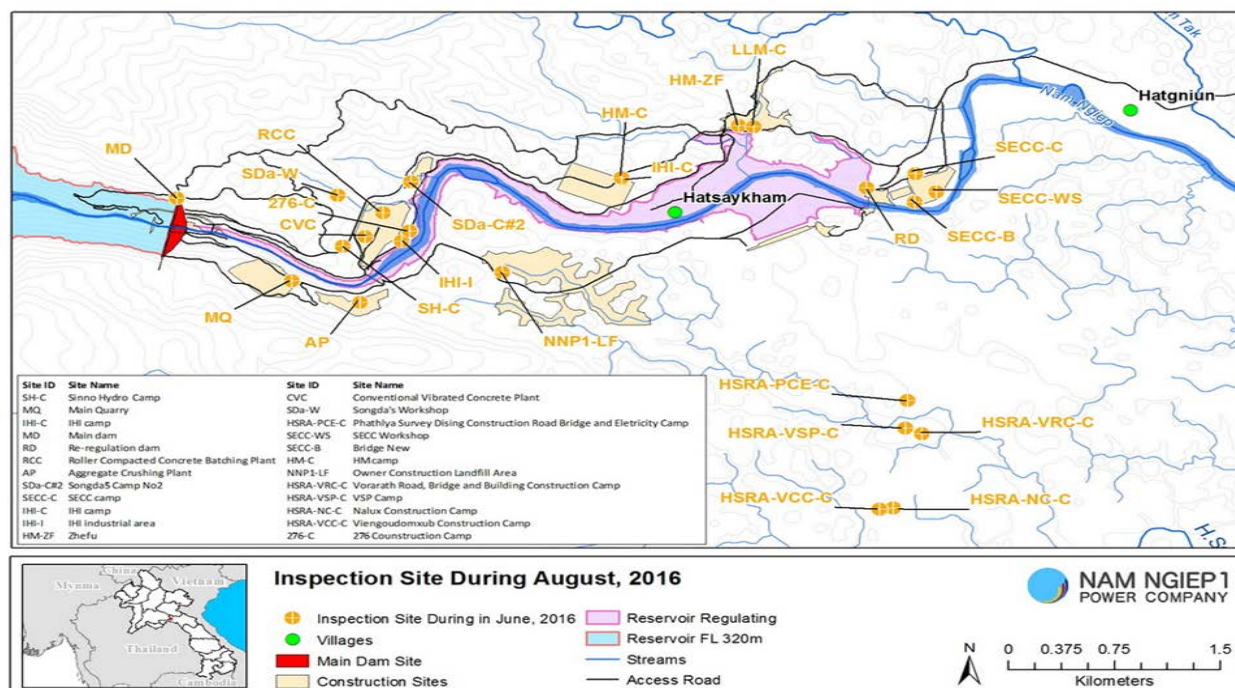 LLM-C
Tak
HM-ZF
Hatgniun
Nam Ngiep
HM-C
RCC
MD
SECC-C
SDa-W
IHI-C
276-C
Hatsaykham
SECC-WS
CVC
SDa-C#2
RD
SECC-B
IHI-I
SH-C
MQ
AP
NNP1-LF
HSRA-PCE-C
HSRA-VRC-C
HSRA-VSP-C
HSRA-VCC-C
HSRA-NC-C
H.S
Site ID Site Name Site ID Site Name
SH-C Sinno Hydro Camp CVC Conventional Vibrated Concrete Plant
MQ Main Quarry SDa-W Songda's Workshop
IHI-C IHI camp HSRA-PCE-C Phathlya Survey Dising Construction Road Bridge and Eletricity Camp
MD Main dam SECC-WS SECC Workshop
RD Re-regulation dam SECC-B Bridge New
RCC Roller Compacted Concrete Batching Plant HM-C HM camp
AP Aggregate Crushing Plant NNP1-LF Owner Construction Landfill Area
SDa-C#2 Songda5 Camp No2 HSRA-VRC-C Vorarath Road, Bridge and Building Construction Camp
SECC-C SECC camp HSRA-VSP-C VSP Camp
IHI-C IHI camp HSRA-NC-C Nalux Construction Camp
IHI-I IHI industrial area HSRA-VCC-C Viengoudomxub Construction Camp
HM-ZF Zhefu 276-C 276 Counstruction Camp
China
Mynma
Vietnam
Thailand
Cambodia
Inspection Site During August, 2016
Inspection Site During in June, 2016
Villages
Main Dam Site
Construction Sites
Reservoir Regulating
Reservoir FL 320m
Streams
Access Road
NAM NGIEP 1
POWER COMPANY
N
0 0.375 0.75 1.5
Kilometers